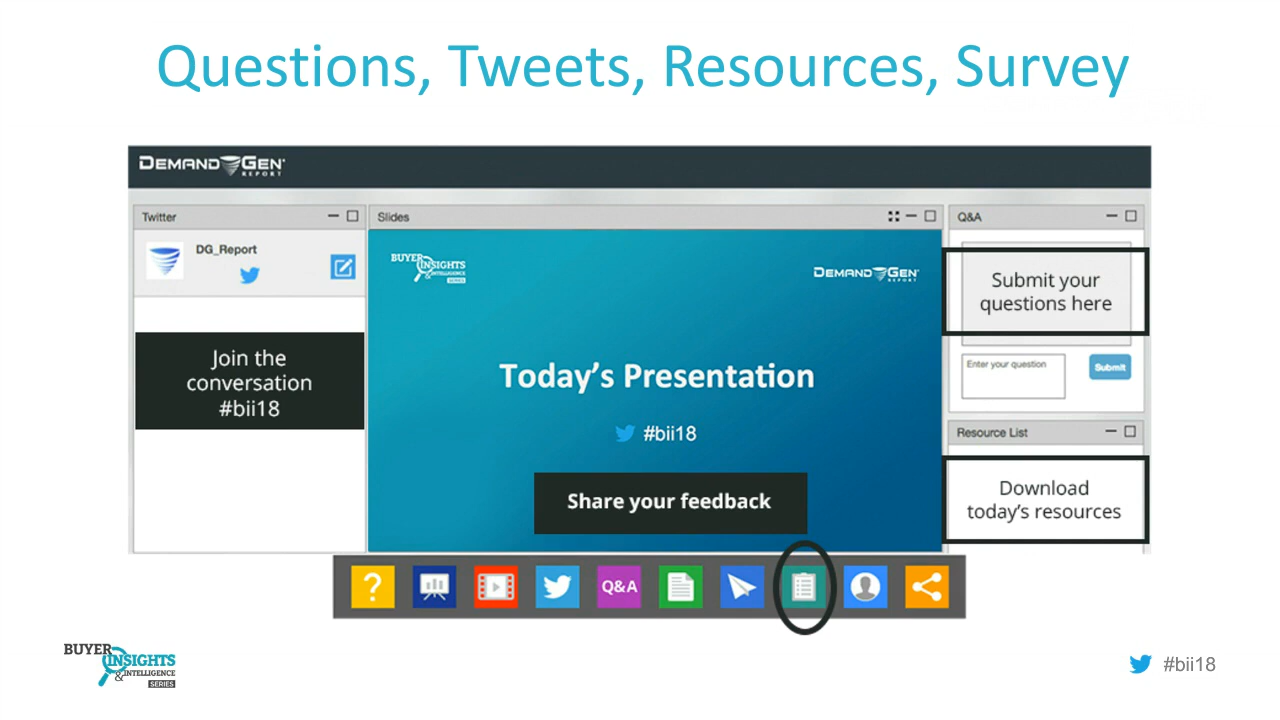 Questions, Tweets, Resources, Survey
DEMAND GEN
REPORT
Twitter
Slides
Q&A
DG_Report
BUYER
INSIGHTS
& INTELLIGENCE
SERIES
DEMAND GEN
REPORT
Submit your
questions here
Join the
conversation
#bii18
Today's Presentation
Enter your question
Submit
#bii18
Resource List
Share your feedback
Download
today's resources
?
Q&A
BUYER
INSIGHTS
& INTELLIGENCE
SERIES
#bii18